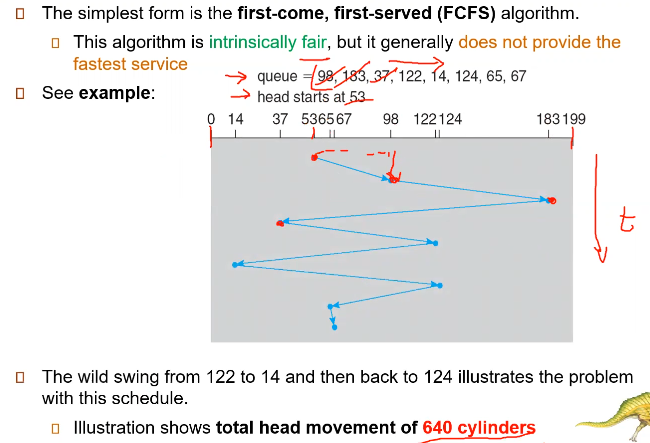 The simplest form is the first-come, first-served (FCFS) algorithm.
This algorithm is intrinsically fair, but it generally does not provide the
fastest service
queue = 98, 183, 37, 122, 14, 124, 65, 67
See example:
head starts at 53
0 14 37 53 65 67 98 122 124 183 199
t
The wild swing from 122 to 14 and then back to 124 illustrates the problem
with this schedule.
Illustration shows total head movement of 640 cylinders